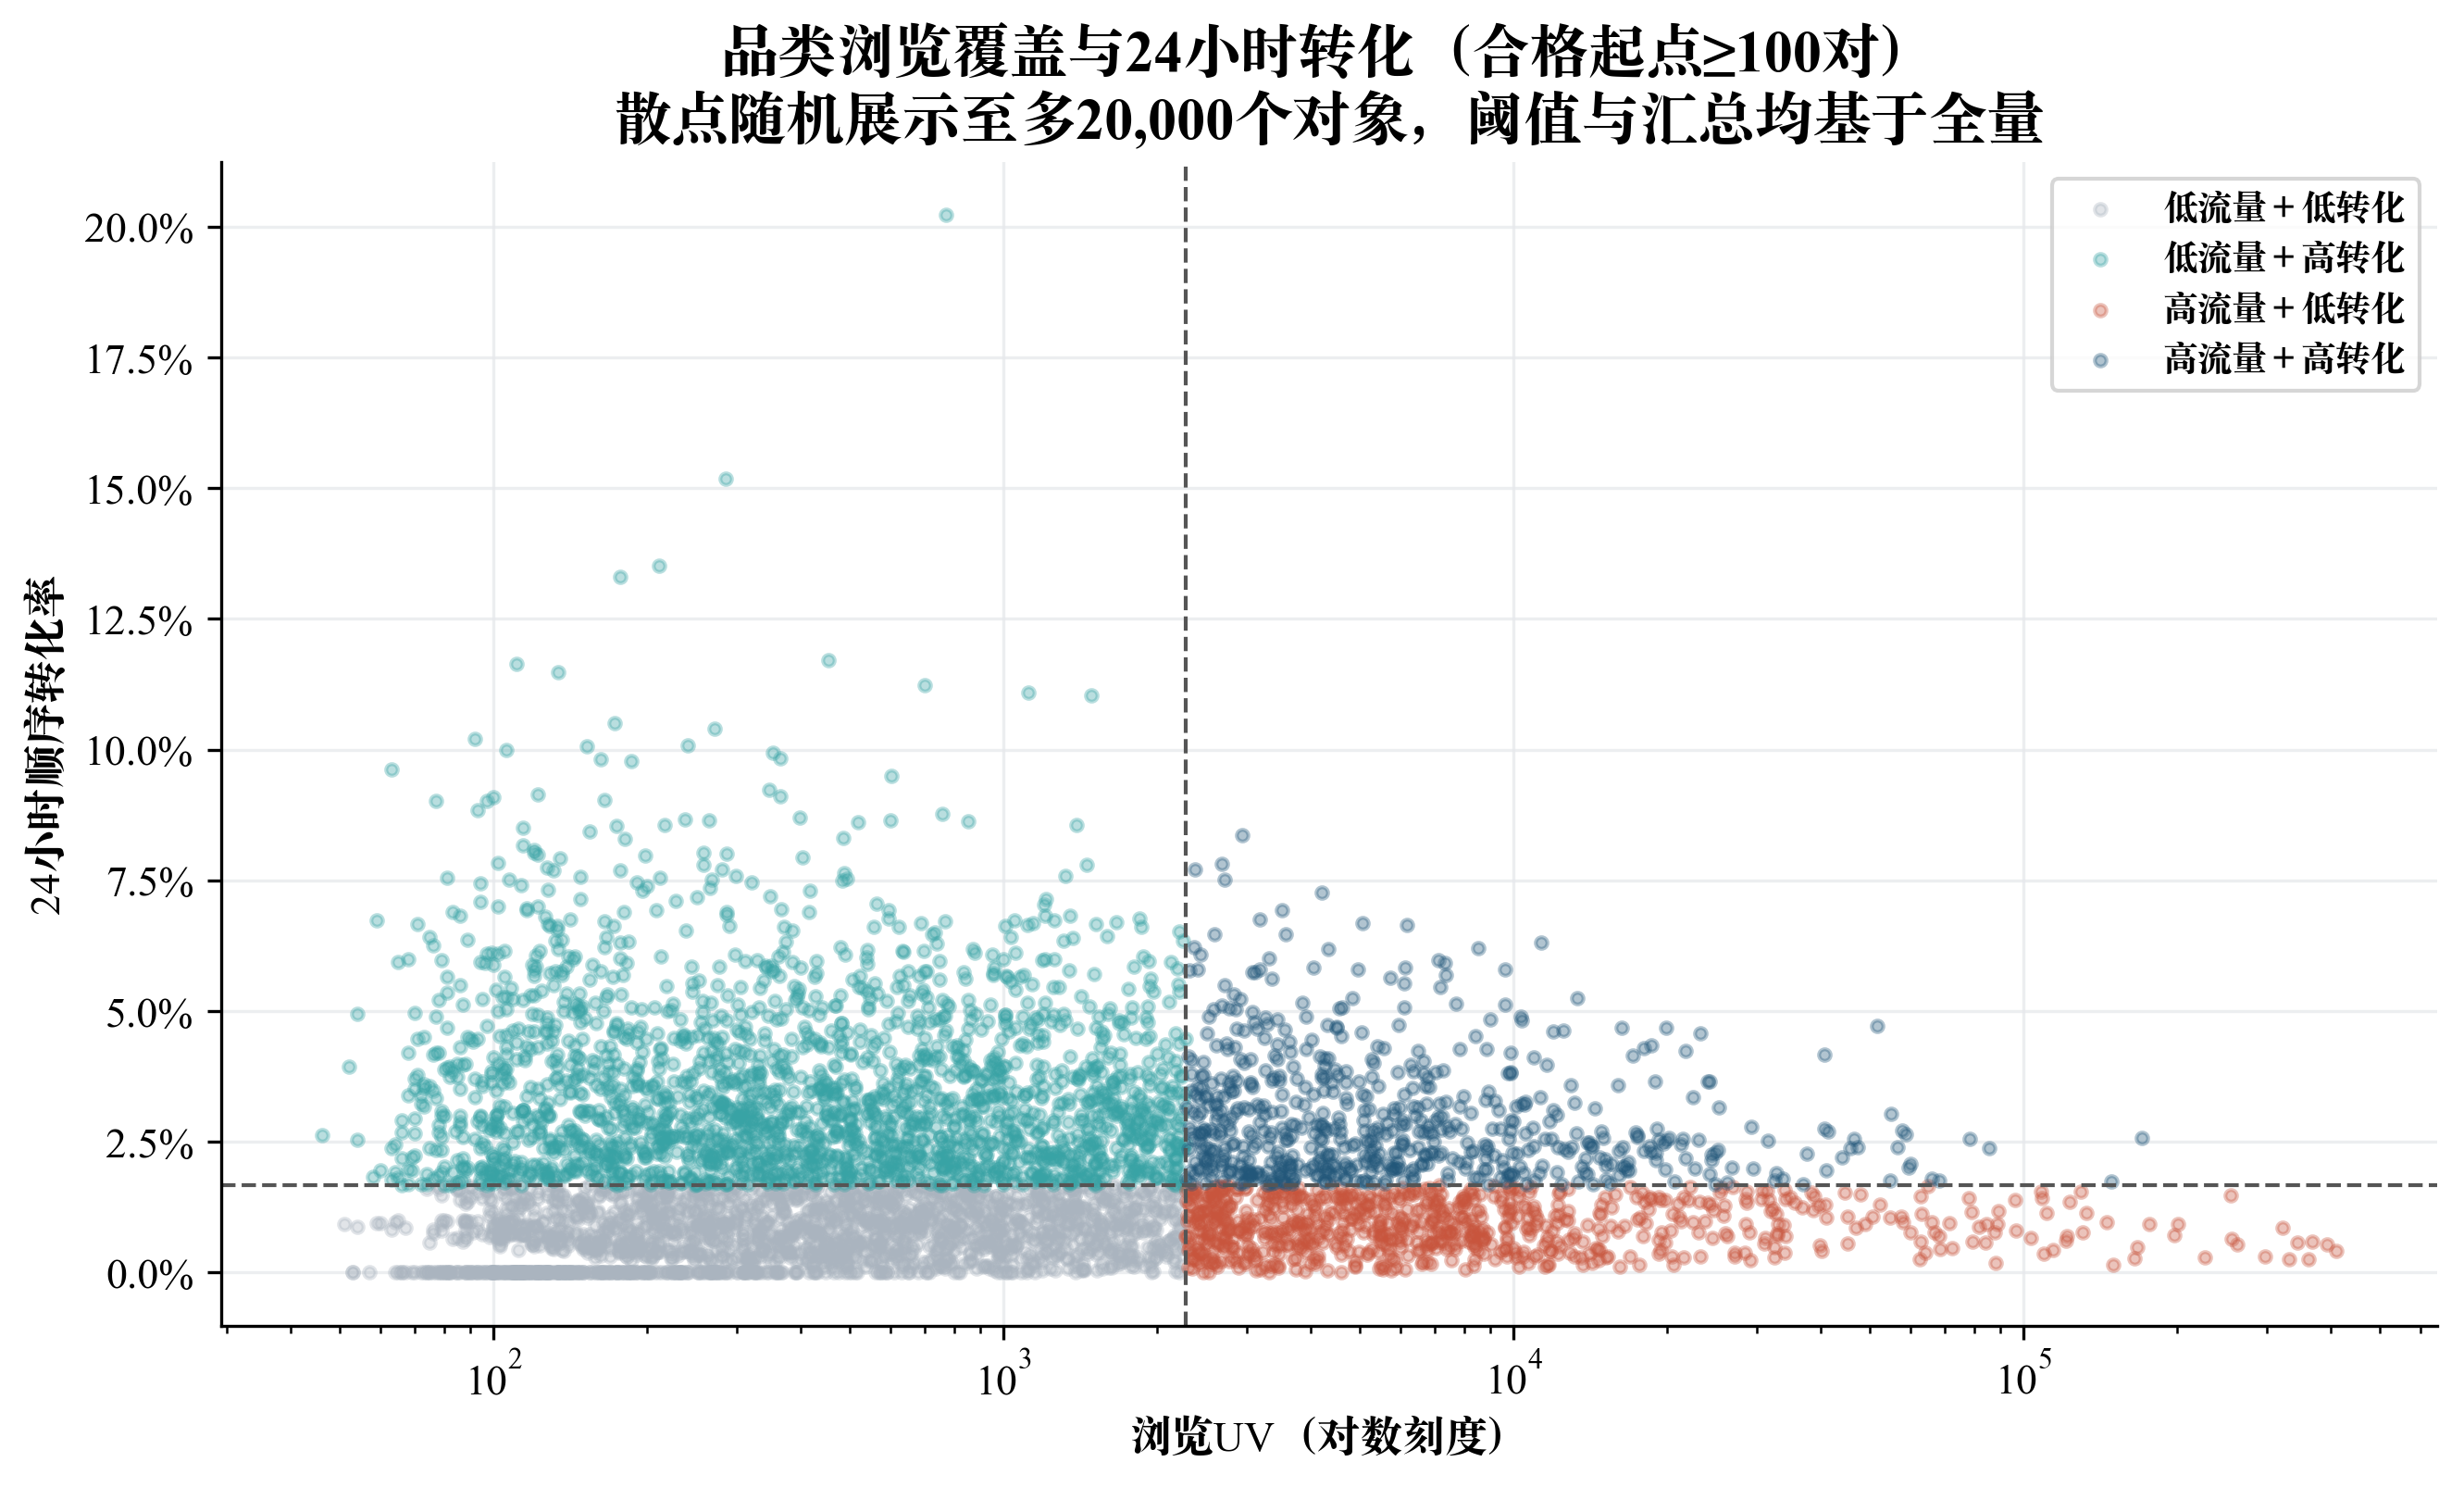 品类浏览覆盖与24小时转化（合格起点≥100对）
散点随机展示至多20,000个对象，阈值与汇总均基于全量
低流量＋低转化
低流量＋高转化
高流量＋低转化
高流量＋高转化
24小时顺序转化率
20.0%
17.5%
15.0%
12.5%
10.0%
7.5%
5.0%
2.5%
0.0%
10² 10³ 10⁴ 10⁵
浏览UV（对数刻度）